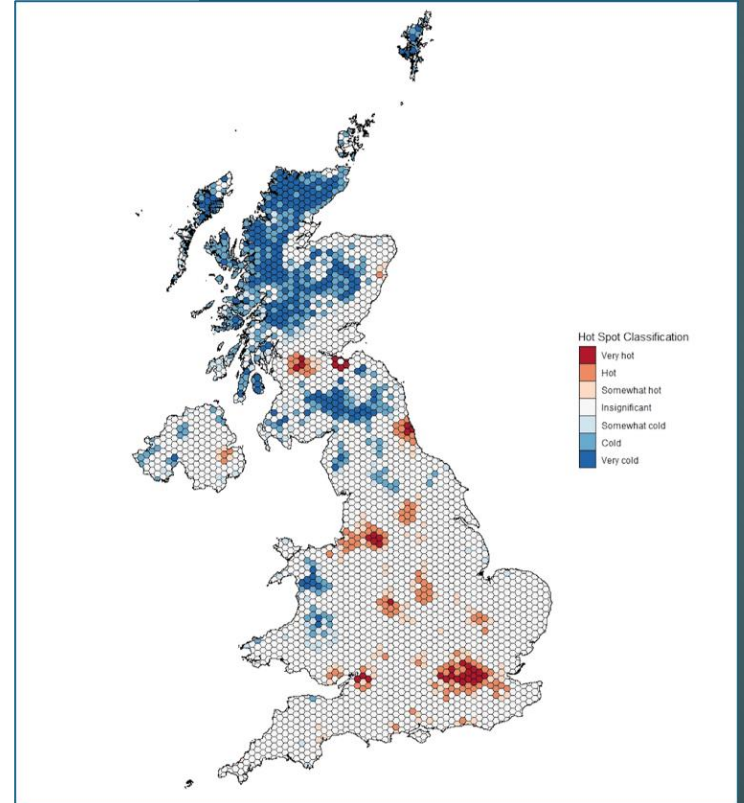 Hot Spot Classification
Very hot
Hot
Somewhat hot
Insignificant
Somewhat cold
Cold
Very cold